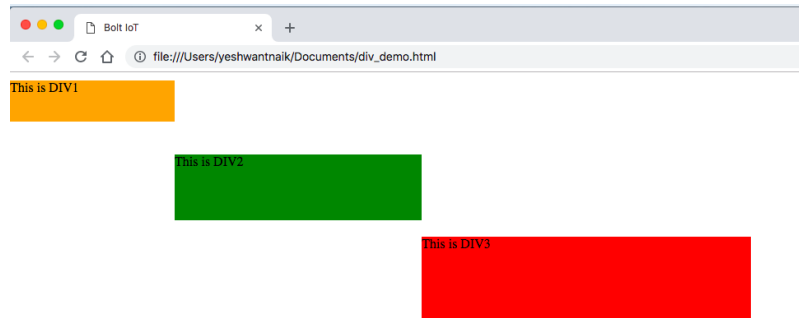 Bolt IoT
file:///Users/yeshwantnaik/Documents/div_demo.html
This is DIV1
This is DIV2
This is DIV3